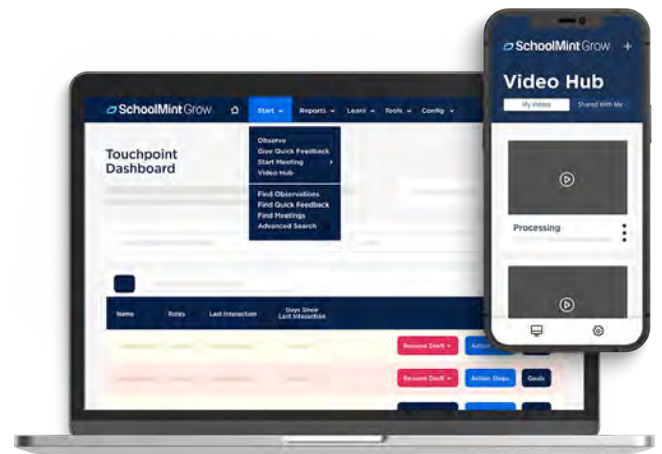 SchoolMint Grow
Start
Reports
Learn
Tools
Config
Observe
Give Quick Feedback
Start Meeting
Video Hub
Find Observations
Find Quick Feedback
Find Meetings
Advanced Search
Touchpoint
Dashboard
Name
Roles
Last Interaction
Days Since
Last Interaction
Resume Draft
Resume Draft
Action Steps
Goals
SchoolMint Grow +
Video Hub
My Videos
Shared With Me
Processing